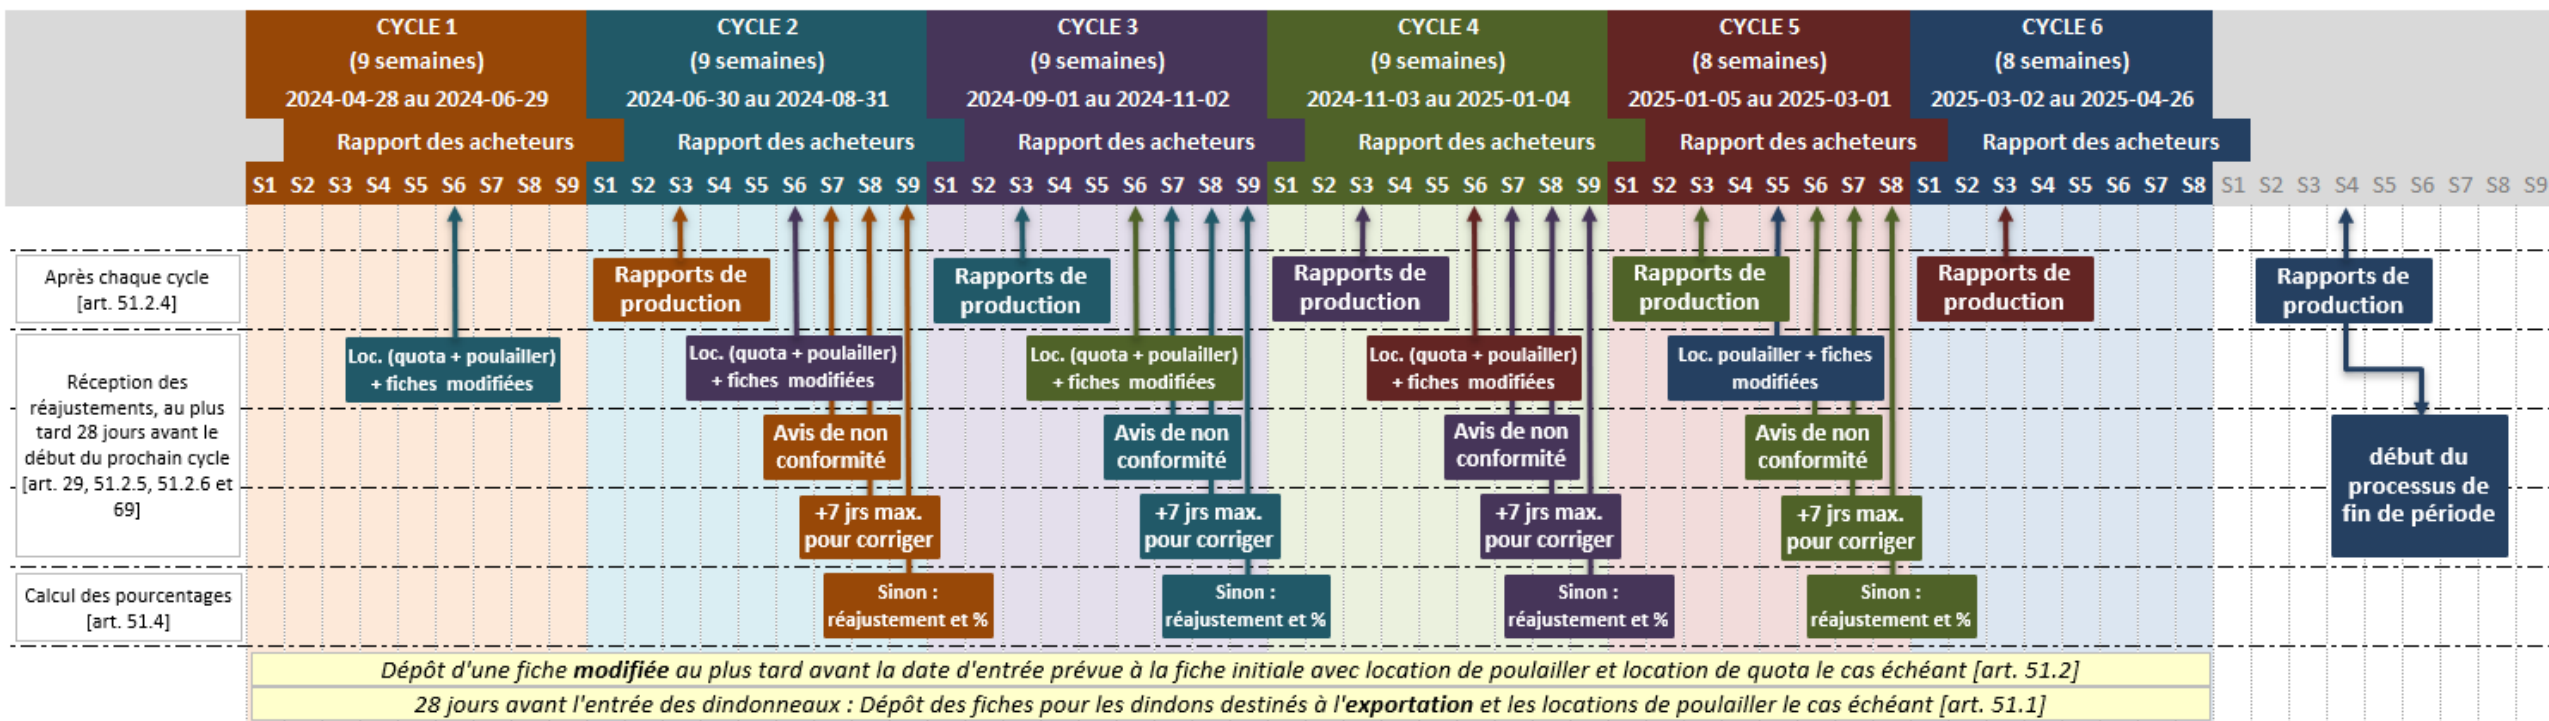 CYCLE 1
(9 semaines)
2024-04-28 au 2024-06-29
CYCLE 2
(9 semaines)
2024-06-30 au 2024-08-31
CYCLE 3
(9 semaines)
2024-09-01 au 2024-11-02
CYCLE 4
(9 semaines)
2024-11-03 au 2025-01-04
CYCLE 5
(8 semaines)
2025-01-05 au 2025-03-01
CYCLE 6
(8 semaines)
2025-03-02 au 2025-04-26
Rapport des acheteurs
Rapport des acheteurs
Rapport des acheteurs
Rapport des acheteurs
Rapport des acheteurs
Rapport des acheteurs
S1 S2 S3 S4 S5 S6 S7 S8 S9 S1 S2 S3 S4 S5 S6 S7 S8 S9 S1 S2 S3 S4 S5 S6 S7 S8 S9 S1 S2 S3 S4 S5 S6 S7 S8 S9 S1 S2 S3 S4 S5 S6 S7 S8 S1 S2 S3 S4 S5 S6 S7 S8 S1 S2 S3 S4 S5 S6 S7 S8 S9
Après chaque cycle
[art. 51.2.4]
Rapports de
production
Rapports de
production
Rapports de
production
Rapports de
production
Rapports de
production
Rapports de
production
Réception des
réajustements, au plus
tard 28 jours avant le
début du prochain cycle
[art. 29, 51.2.5, 51.2.6 et
69]
Loc. (quota + poulailler)
+ fiches modifiées
Loc. (quota + poulailler)
+ fiches modifiées
Loc. (quota + poulailler)
+ fiches modifiées
Loc. (quota + poulailler)
+ fiches modifiées
Loc. poulailler + fiches
modifiées
Avis de non
conformité
Avis de non
conformité
Avis de non
conformité
Avis de non
conformité
début du
processus de
fin de période
+7 jrs max.
pour corriger
+7 jrs max.
pour corriger
+7 jrs max.
pour corriger
+7 jrs max.
pour corriger
Calcul des pourcentages
[art. 51.4]
Sinon :
réajustement et %
Sinon :
réajustement et %
Sinon :
réajustement et %
Sinon :
réajustement et %
Dépôt d'une fiche modifiée au plus tard avant la date d'entrée prévue à la fiche initiale avec location de poulailler et location de quota le cas échéant [art. 51.2]
28 jours avant l'entrée des dindonneaux : Dépôt des fiches pour les dindons destinés à l'exportation et les locations de poulailler le cas échéant [art. 51.1]